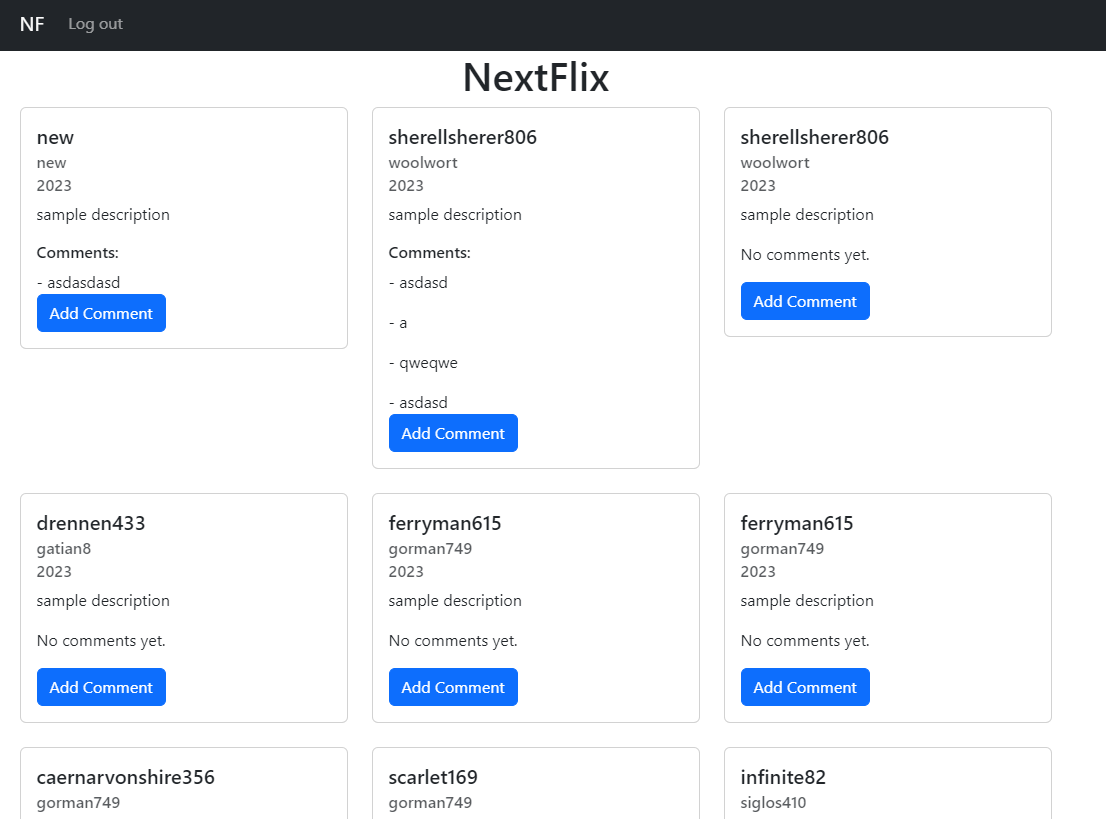 NF Log out
NextFlix
new
new
2023
sample description
Comments:
- asdasdasd
Add Comment
sherellsherer806
woolwort
2023
sample description
Comments:
- asdasd
- a
- qweqwe
- asdasd
Add Comment
sherellsherer806
woolwort
2023
sample description
No comments yet.
Add Comment
drennen433
gatian8
2023
sample description
No comments yet.
Add Comment
ferryman615
gorman749
2023
sample description
No comments yet.
Add Comment
ferryman615
gorman749
2023
sample description
No comments yet.
Add Comment
caernarvonshire356
gorman749
scarlet169
gorman749
infinite82
siglos410